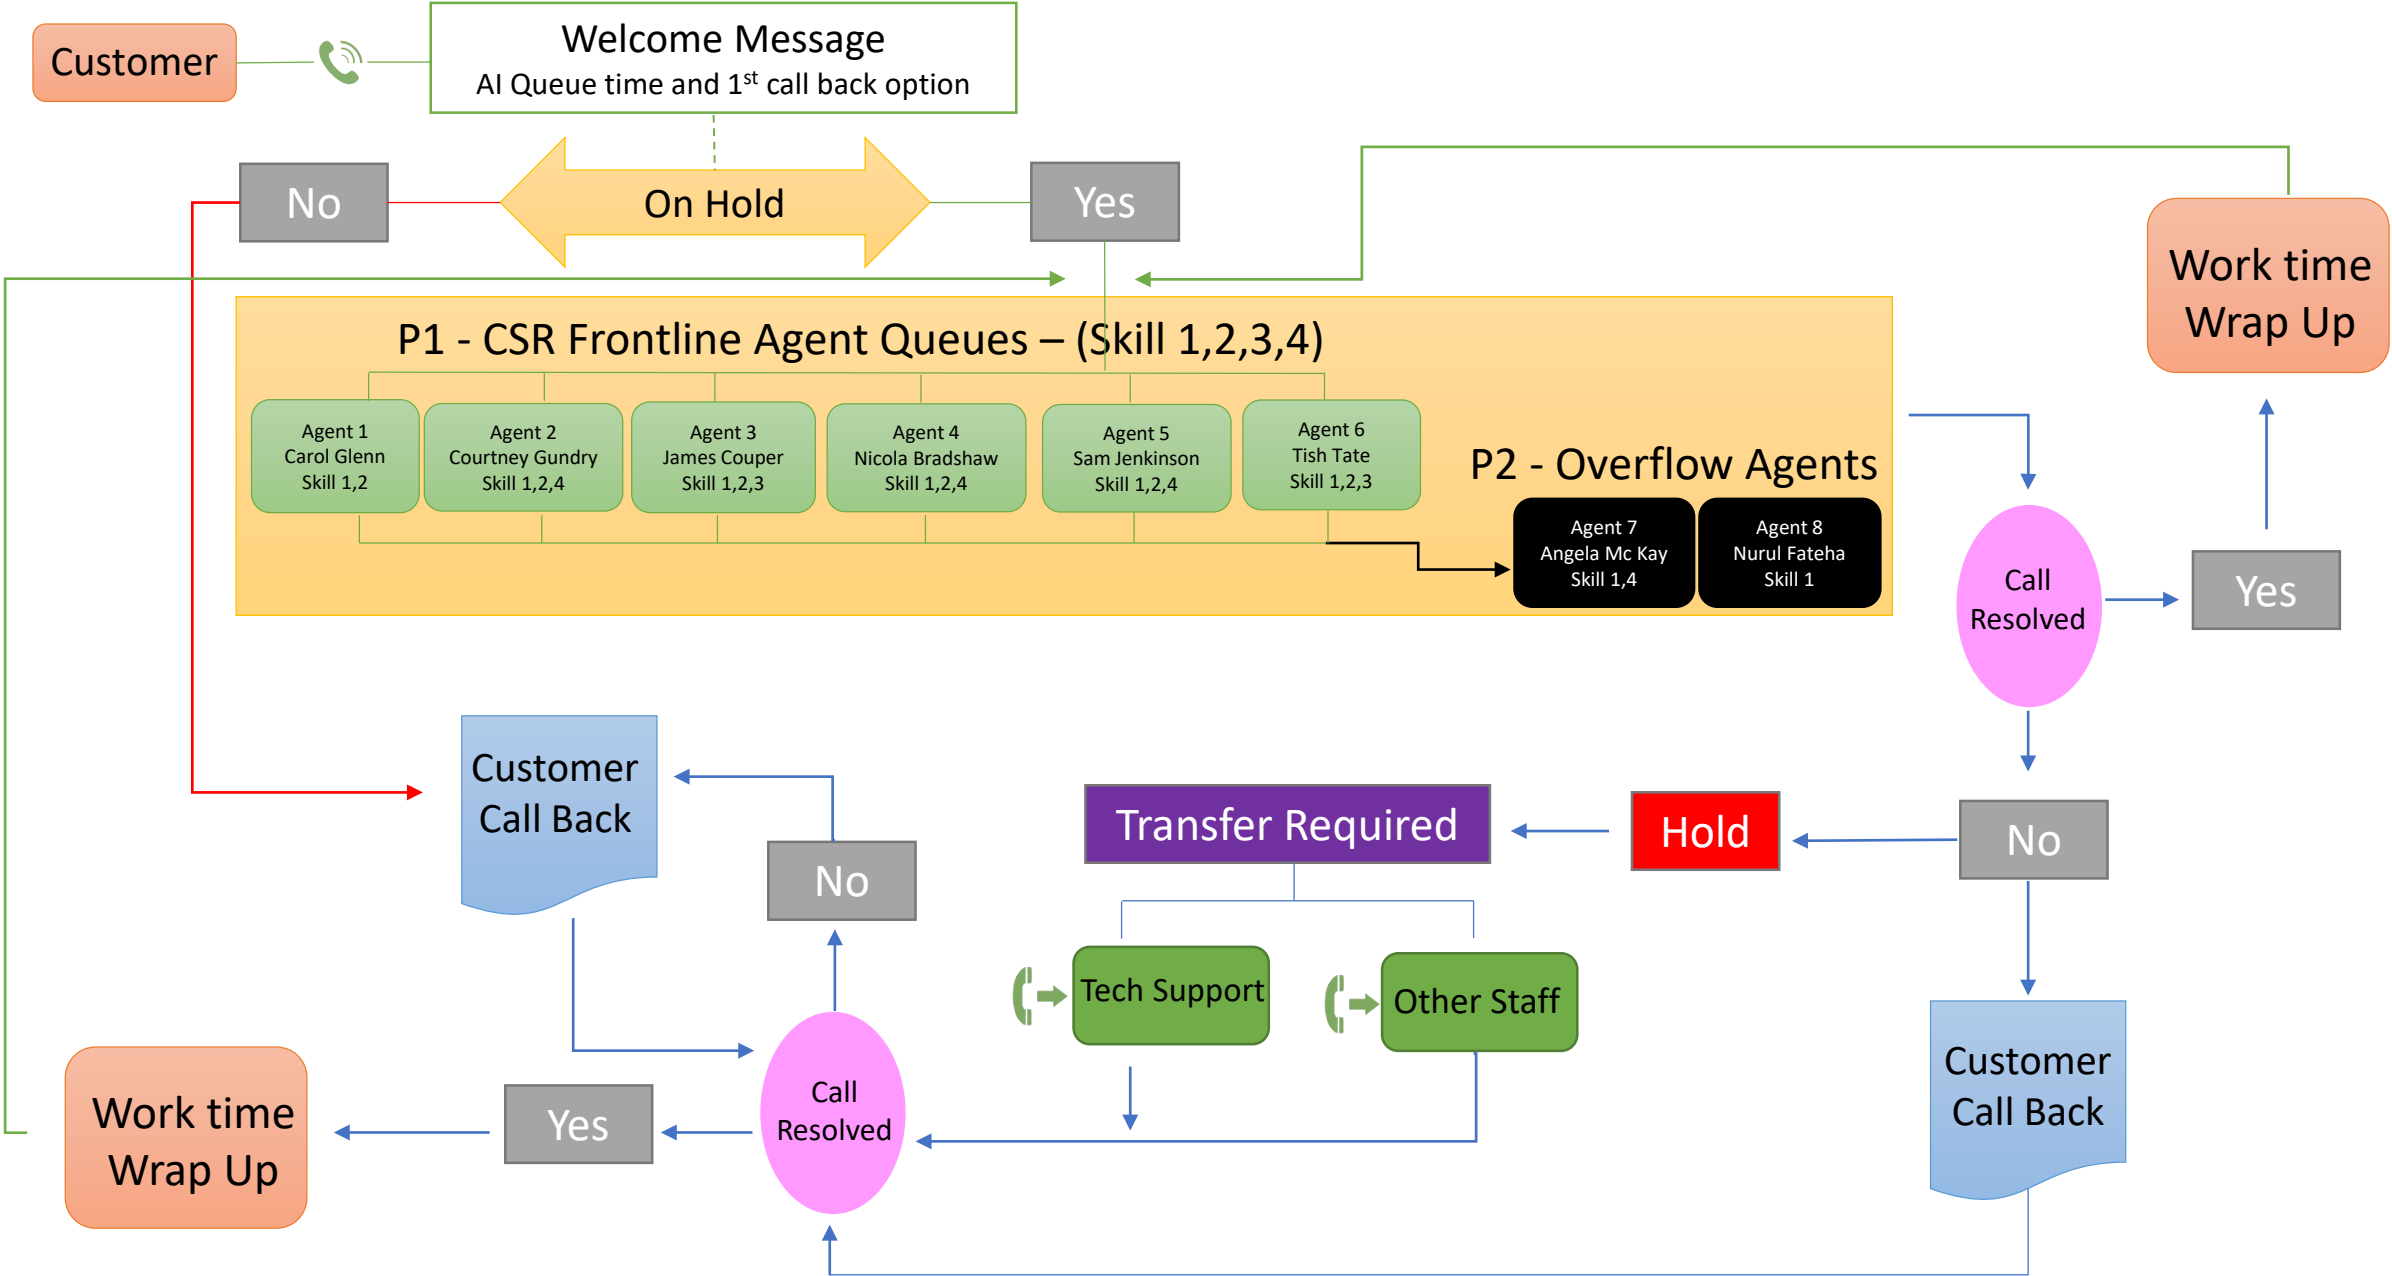 Customer
Welcome Message
AI Queue time and 1st call back option
No
On Hold
Yes
Work time
Wrap Up
P1 - CSR Frontline Agent Queues – (Skill 1,2,3,4)
Agent 1
Carol Glenn
Skill 1,2
Agent 2
Courtney Gundry
Skill 1,2,4
Agent 3
James Couper
Skill 1,2,3
Agent 4
Nicola Bradshaw
Skill 1,2,4
Agent 5
Sam Jenkinson
Skill 1,2,4
Agent 6
Tish Tate
Skill 1,2,3
P2 - Overflow Agents
Agent 7
Angela Mc Kay
Skill 1,4
Agent 8
Nurul Fateha
Skill 1
Call
Resolved
Yes
Customer
Call Back
No
Transfer Required
Hold
No
Tech Support
Other Staff
Customer
Call Back
Work time
Wrap Up
Yes
Call
Resolved